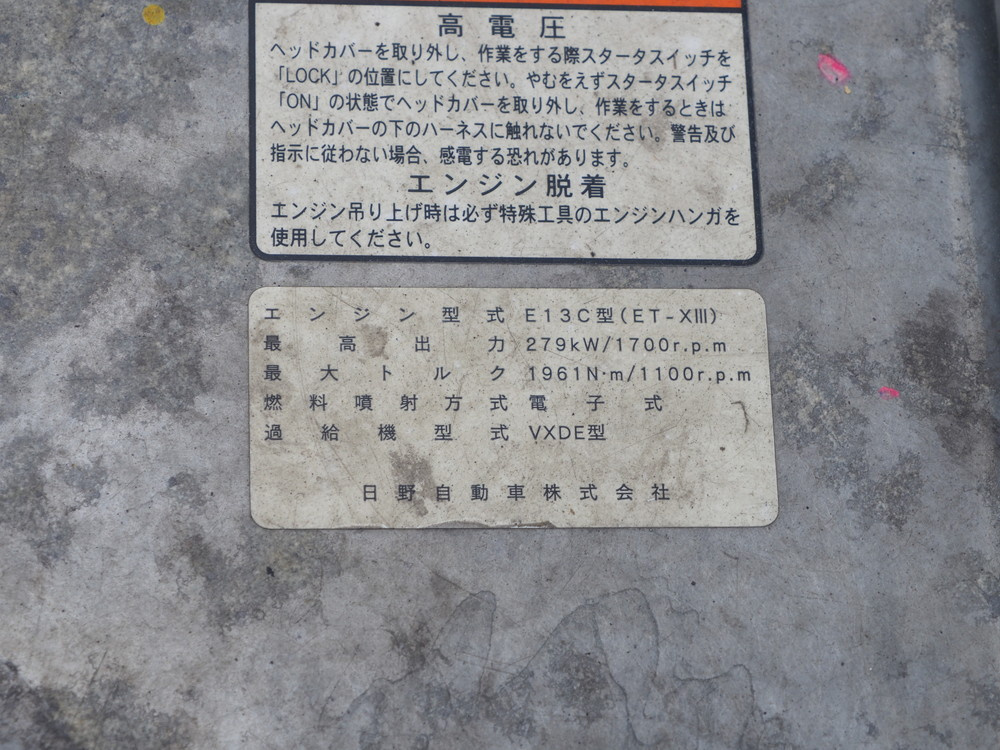 高電圧
ヘッドカバーを取り外し、作業をする際スタータスイッチを
「LOCK」の位置にしてください。やむをえずスタータスイッチ
「ON」の状態でヘッドカバーを取り外し、作業をするときは
ヘッドカバーの下のハーネスに触れないでください。警告及び
指示に従わない場合、感電する恐れがあります。
エンジン脱着
エンジン吊り上げ時は必ず特殊工具のエンジンハンガを
使用してください。
エンジン型式 E13C型(ET-XⅢ)
最高出力 279kW/1700r.p.m
最大トルク 1961N·m/1100r.p.m
燃料噴射方式 電子式
過給機型式 VXDE型
日野自動車株式会社